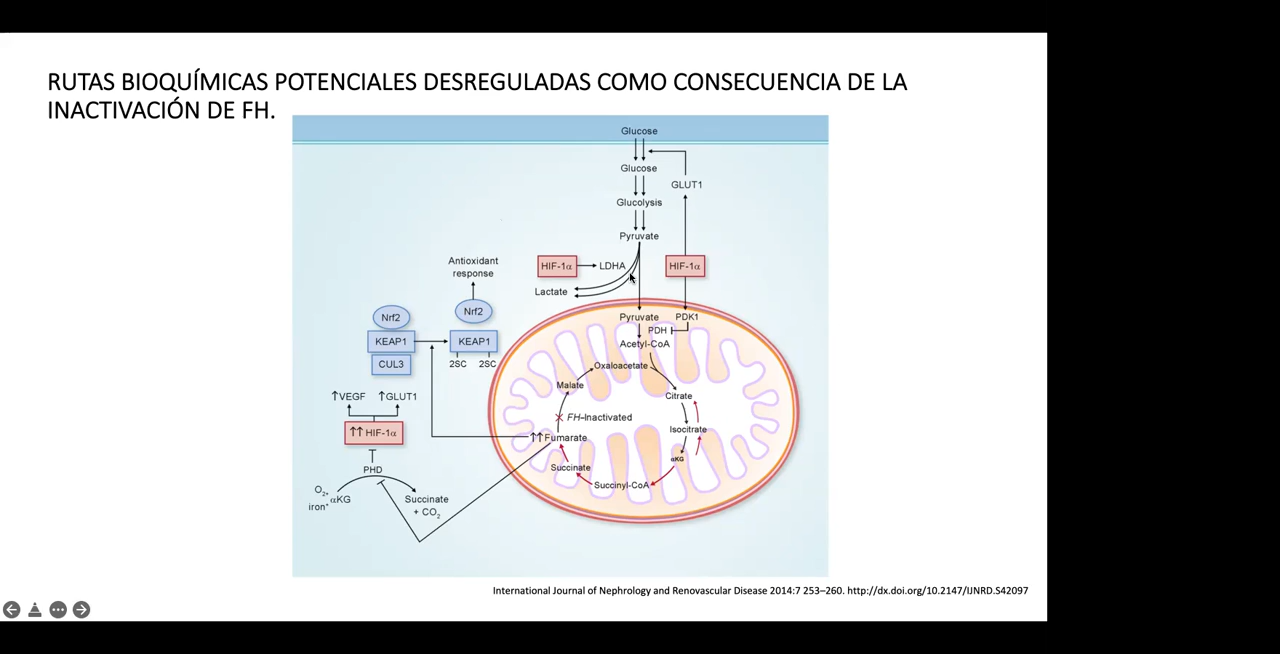 RUTAS BIOQUÍMICAS POTENCIALES DESREGULADAS COMO CONSECUENCIA DE LA
INACTIVACIÓN DE FH.
Glucose
Glucose
GLUT1
Glucolysis
Pyruvate
Antioxidant
response
HIF-1α
LDHA
HIF-1α
Lactate
Nrf2
Nrf2
Pyruvate
PDK1
PDH
KEAP1
KEAP1
Acetyl-CoA
CUL3
2SC
2SC
Oxaloacetate
Malate
↑VEGF
↑GLUT1
Citrate
FH–Inactivated
↑↑ HIF-1α
Isocitrate
↑↑Fumarate
αKG
PHD
Succinate
Succinyl-CoA
O2,
iron+
αKG
Succinate
+ CO2
International Journal of Nephrology and Renovascular Disease 2014:7 253–260. http://dx.doi.org/10.2147/IJNRD.S42097